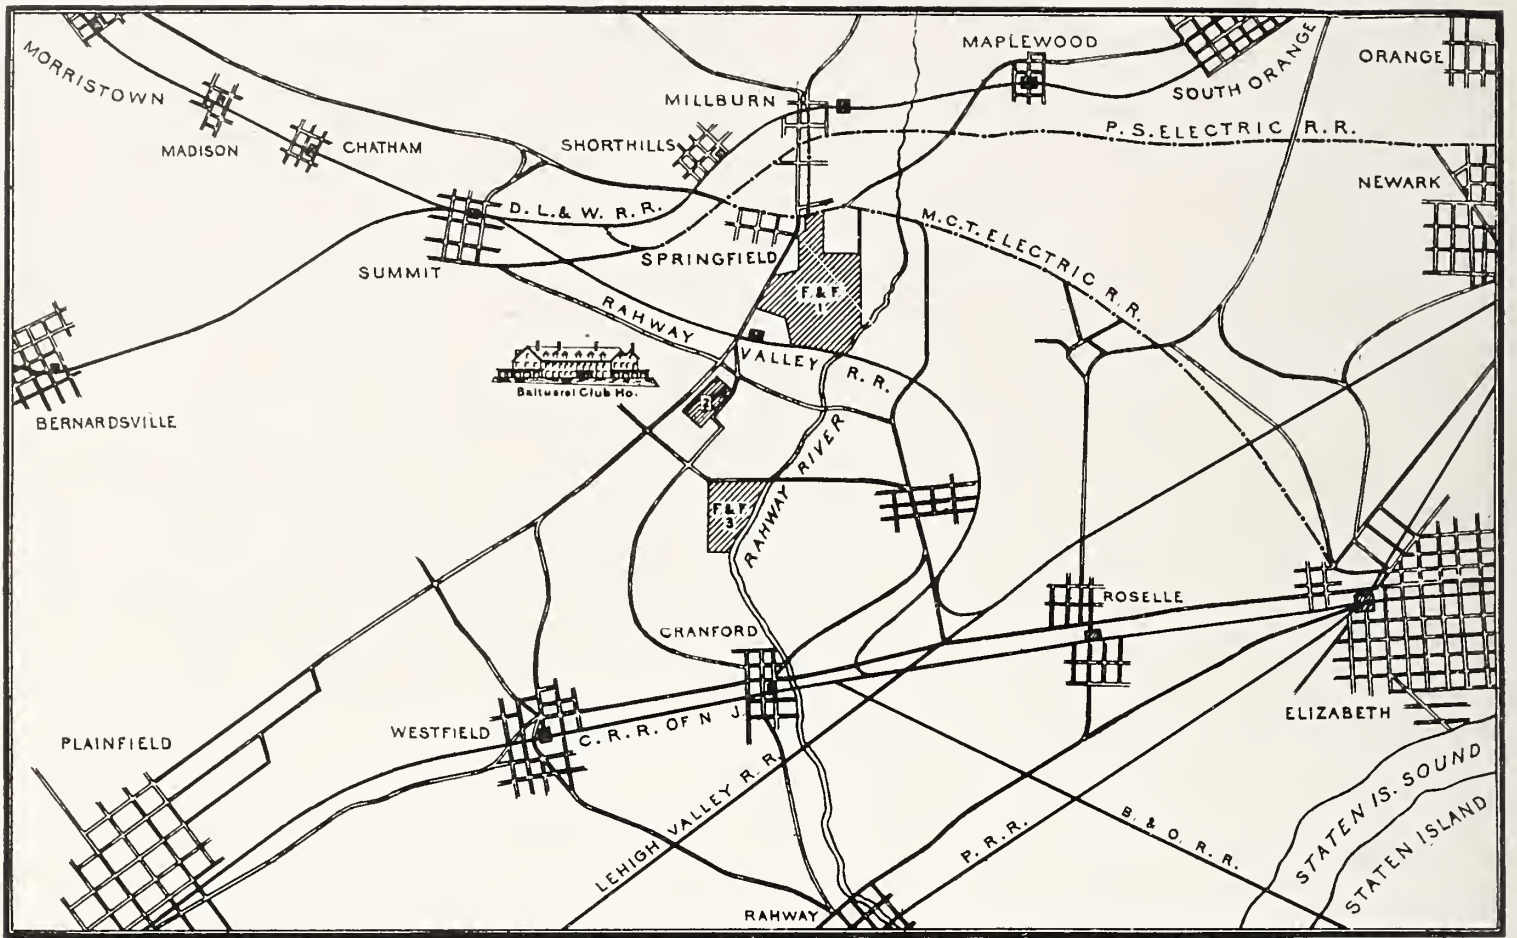 MAPLEWOOD
ORANGE
SOUTH ORANGE
MORRISTOWN
MILLBURN
P. S. ELECTRIC R. R.
MADISON
CHATHAM
SHORTHILLS
NEWARK
D. L. & W. R. R.
M. C. T. ELECTRIC R. R.
SPRINGFIELD
SUMMIT
F. & F.
1
RAHWAY
VALLEY R. R.
Baltusrol Club Ho.
2
BERNARDSVILLE
RAHWAY RIVER
F. & F.
3
ROSELLE
CRANFORD
ELIZABETH
WESTFIELD
C. R. R. OF N J.
PLAINFIELD
LEHIGH VALLEY R. R.
P. R. R.
B. & O. R. R.
STATEN IS. SOUND
STATEN ISLAND
RAHWAY